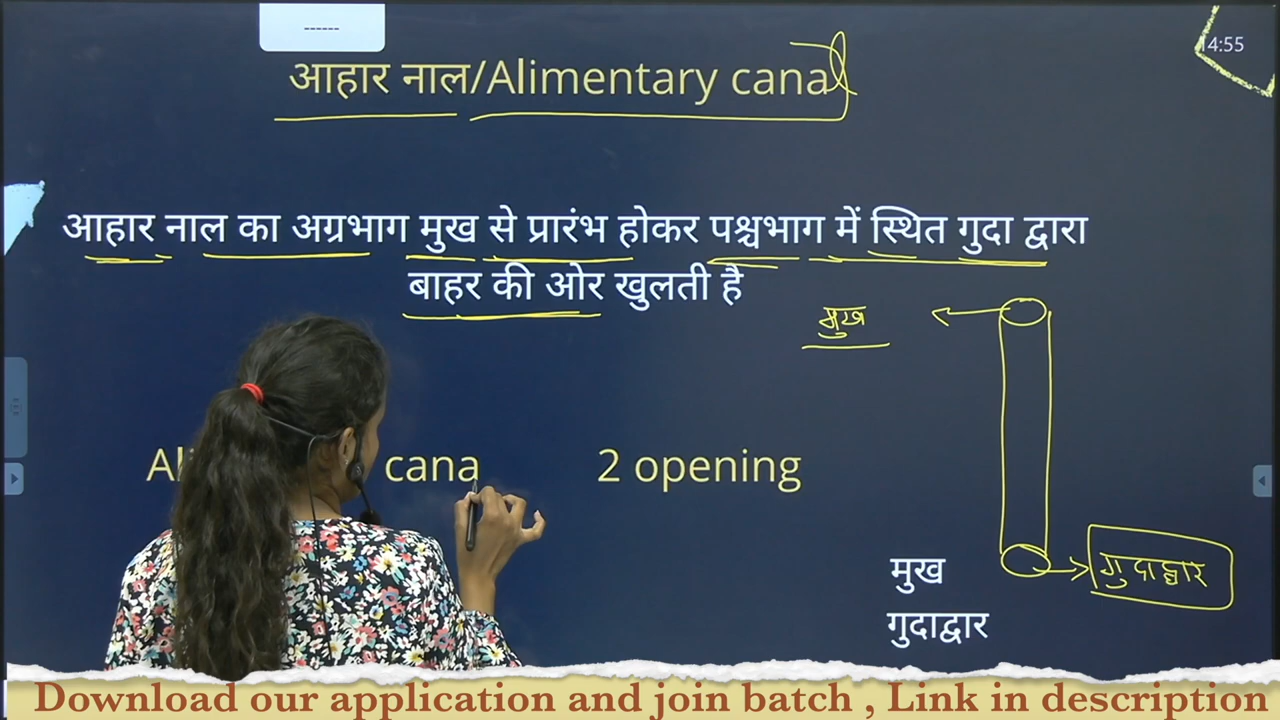 ------
14:55
आहार नाल/Alimentary canal
आहार नाल का अग्रभाग मुख से प्रारंभ होकर पश्चभाग में स्थित गुदा द्वारा
बाहर की ओर खुलती है
मुख
cana
2 opening
गुदाद्वार
मुख
गुदाद्वार
Download our application and join batch , Link in description